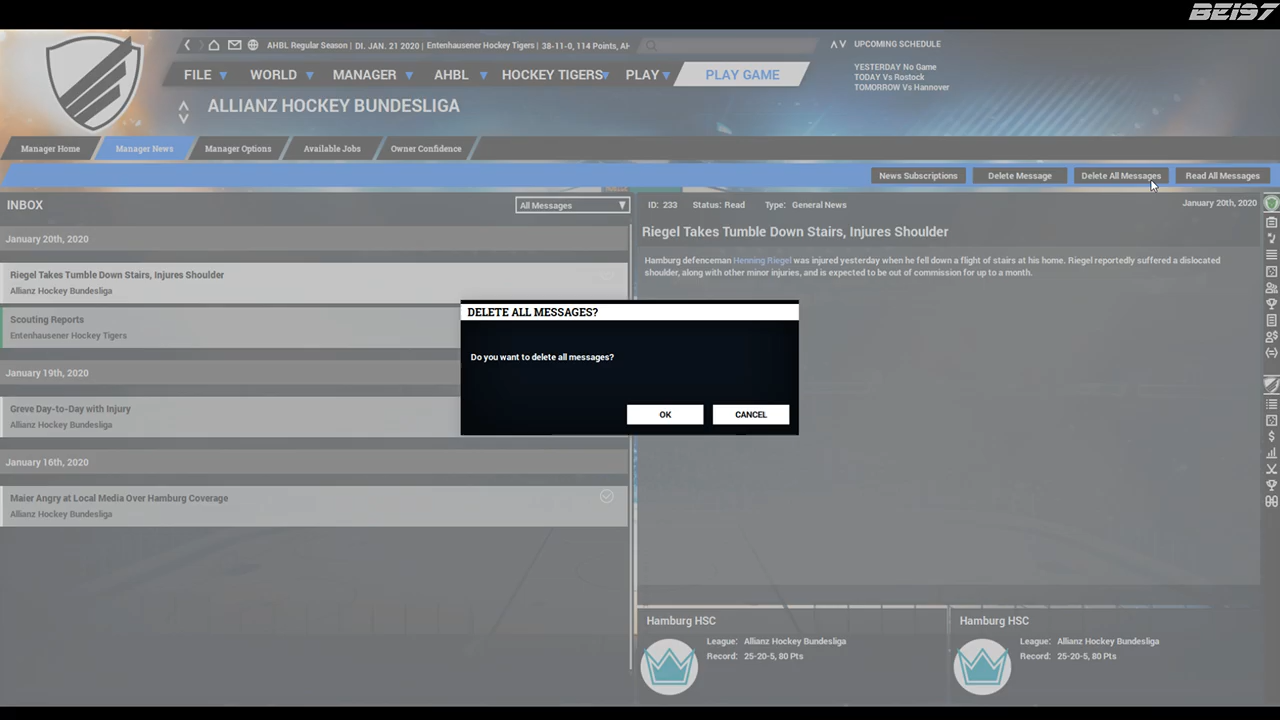 BEI97
AHBL Regular Season | DI. JAN. 21 2020 | Entenhausener Hockey Tigers | 38-11-0, 114 Points, AH
UPCOMING SCHEDULE
YESTERDAY No Game
TODAY Vs Rostock
TOMORROW Vs Hannover
FILE WORLD MANAGER AHBL HOCKEY TIGERS PLAY PLAY GAME
ALLIANZ HOCKEY BUNDESLIGA
Manager Home Manager News Manager Options Available Jobs Owner Confidence
News Subscriptions Delete Message Delete All Messages Read All Messages
INBOX All Messages
January 20th, 2020
Riegel Takes Tumble Down Stairs, Injures Shoulder
Allianz Hockey Bundesliga
Scouting Reports
Entenhausener Hockey Tigers
January 19th, 2020
Greve Day-to-Day with Injury
Allianz Hockey Bundesliga
January 16th, 2020
Maier Angry at Local Media Over Hamburg Coverage
Allianz Hockey Bundesliga
ID: 233 Status: Read Type: General News January 20th, 2020
Riegel Takes Tumble Down Stairs, Injures Shoulder
Hamburg defenceman Henning Riegel was injured yesterday when he fell down a flight of stairs at his home. Riegel reportedly suffered a dislocated
shoulder, along with other minor injuries, and is expected to be out of commission for up to a month.
DELETE ALL MESSAGES?
Do you want to delete all messages?
OK CANCEL
Hamburg HSC
League: Allianz Hockey Bundesliga
Record: 25-20-5, 80 Pts
Hamburg HSC
League: Allianz Hockey Bundesliga
Record: 25-20-5, 80 Pts